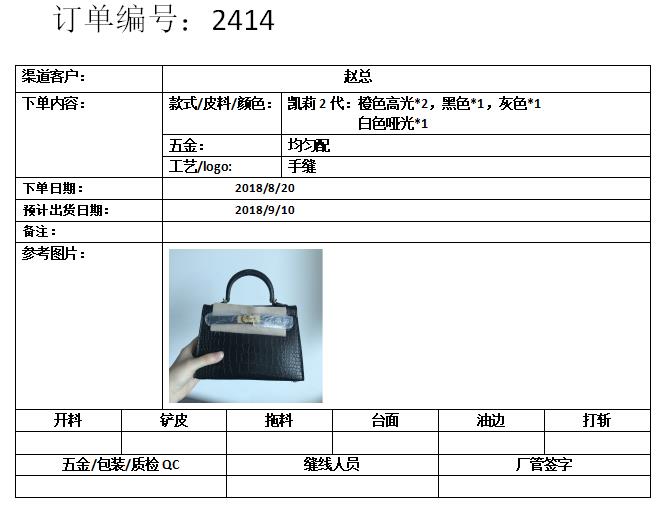 订单编号：2414
渠道客户： 赵总
下单内容： 款式/皮料/颜色： 凯莉2代：橙色高光*2，黑色*1，灰色*1
白色哑光*1
五金： 均匀配
工艺/logo: 手缝
下单日期： 2018/8/20
预计出货日期： 2018/9/10
备注：
参考图片：
开料 铲皮 拖料 台面 油边 打斩
五金/包装/质检QC 缝线人员 厂管签字